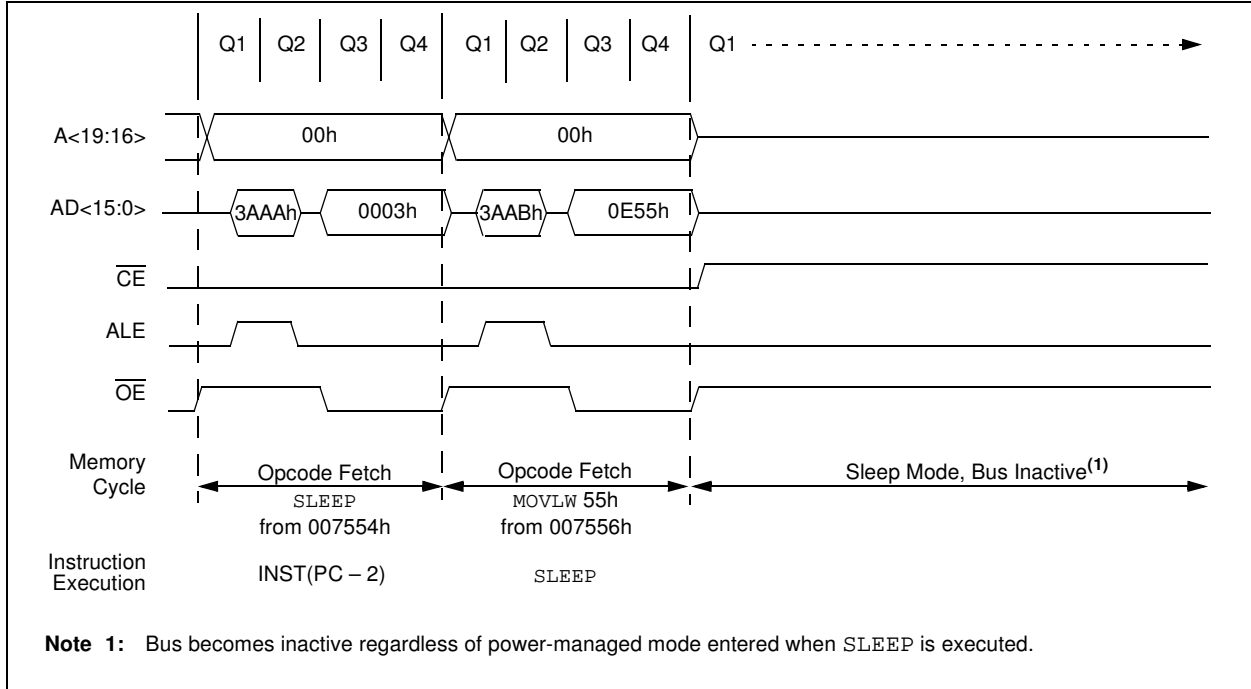 Q1 Q2 Q3 Q4 Q1 Q2 Q3 Q4 Q1
A<19:16> 00h 00h
AD<15:0> 3AAAh 0003h 3AABh 0E55h
CE
ALE
OE
Memory
Cycle
Opcode Fetch
SLEEP
from 007554h
Opcode Fetch
MOVLW 55h
from 007556h
Sleep Mode, Bus Inactive(1)
Instruction
Execution
INST(PC – 2) SLEEP
Note 1: Bus becomes inactive regardless of power-managed mode entered when SLEEP is executed.